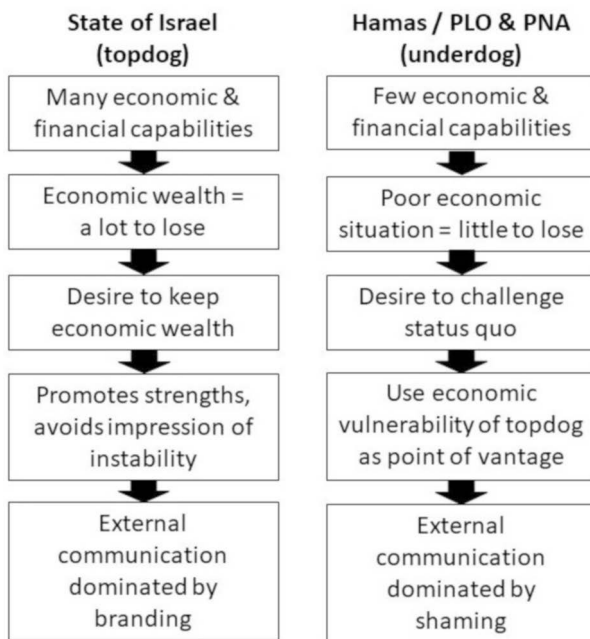 State of Israel
(topdog)
Many economic &
financial capabilities
Economic wealth =
a lot to lose
Desire to keep
economic wealth
Promotes strengths,
avoids impression of
instability
External
communication
dominated by
branding
Hamas / PLO & PNA
(underdog)
Few economic &
financial capabilities
Poor economic
situation = little to lose
Desire to challenge
status quo
Use economic
vulnerability of topdog
as point of vantage
External
communication
dominated by
shaming